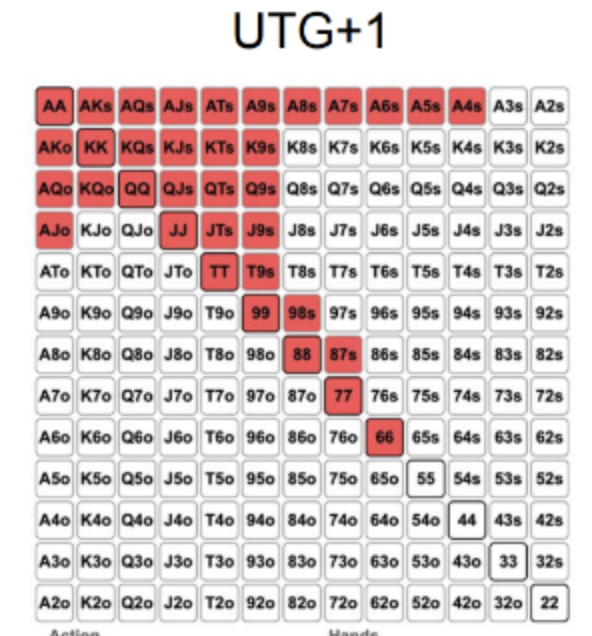 UTG+1
AA AKs AQs AJs ATs A9s A8s A7s A6s A5s A4s A3s A2s
AKo KK KQs KJs KTs K9s K8s K7s K6s K5s K4s K3s K2s
AQo KQo QQ QJs QTs Q9s Q8s Q7s Q6s Q5s Q4s Q3s Q2s
AJo KJo QJo JJ JTs J9s J8s J7s J6s J5s J4s J3s J2s
ATo KTo QTo JTo TT T9s T8s T7s T6s T5s T4s T3s T2s
A9o K9o Q9o J9o T9o 99 98s 97s 96s 95s 94s 93s 92s
A8o K8o Q8o J8o T8o 98o 88 87s 86s 85s 84s 83s 82s
A7o K7o Q7o J7o T7o 97o 87o 77 76s 75s 74s 73s 72s
A6o K6o Q6o J6o T6o 96o 86o 76o 66 65s 64s 63s 62s
A5o K5o Q5o J5o T5o 95o 85o 75o 65o 55 54s 53s 52s
A4o K4o Q4o J4o T4o 94o 84o 74o 64o 54o 44 43s 42s
A3o K3o Q3o J3o T3o 93o 83o 73o 63o 53o 43o 33 32s
A2o K2o Q2o J2o T2o 92o 82o 72o 62o 52o 42o 32o 22
Action Hands